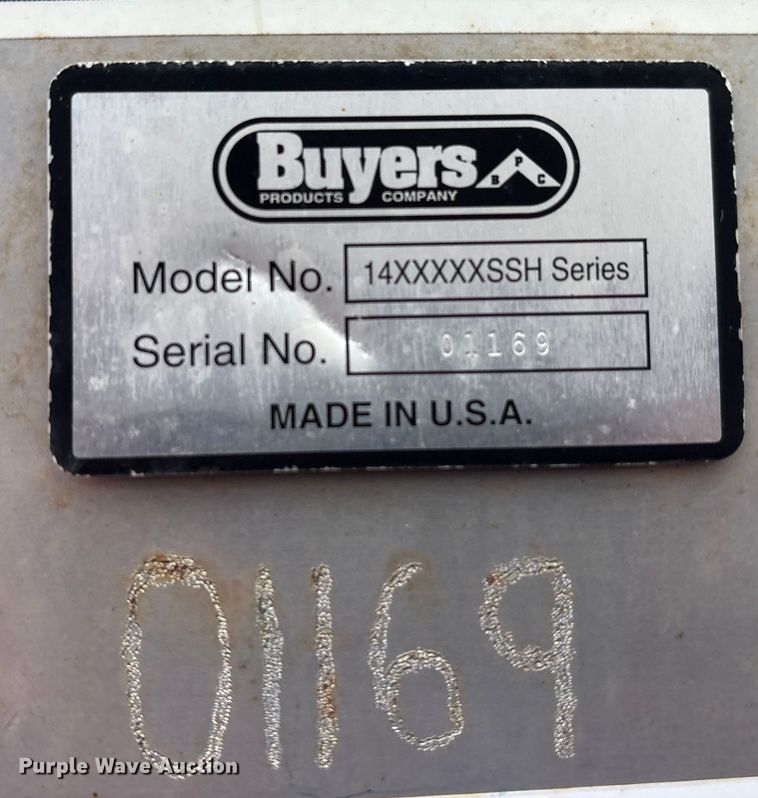 Buyers
PRODUCTS COMPANY
B P C
Model No. 14XXXXXSSH Series
Serial No. 01169
MADE IN U.S.A.
01169
Purple Wave Auction